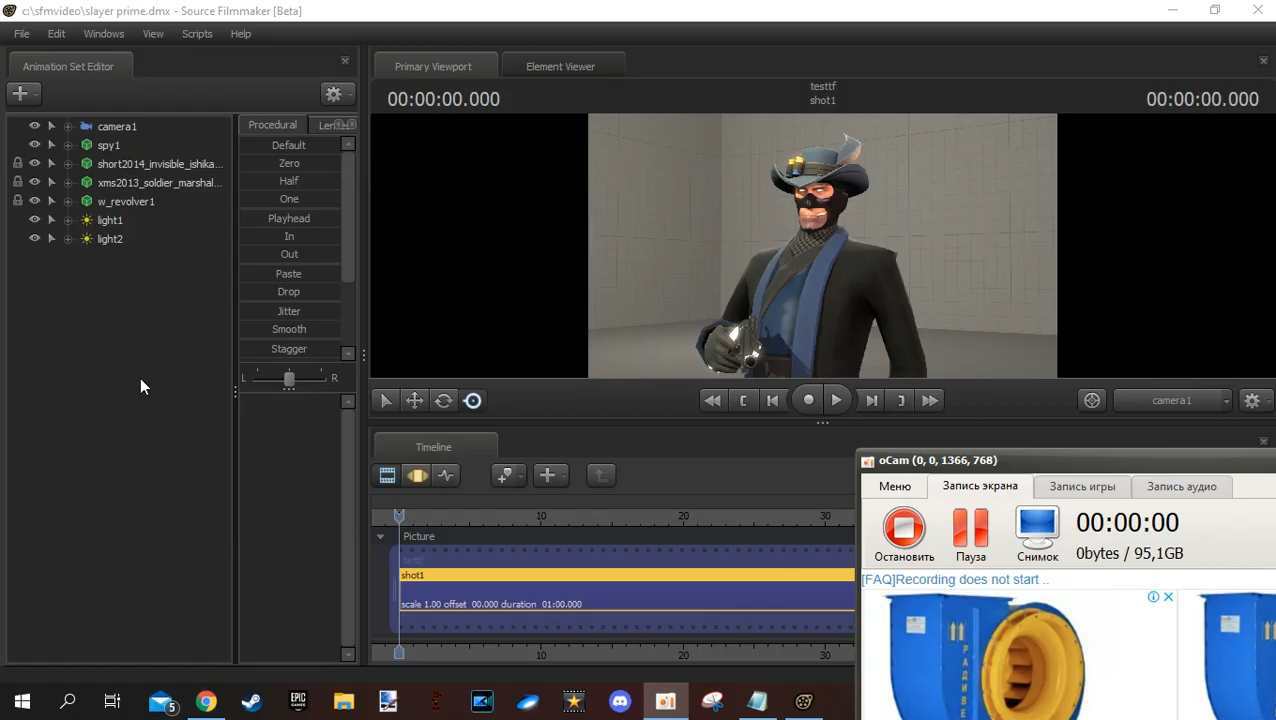 c:\sfmvideo\slayer prime.dmx - Source Filmmaker [Beta]
File Edit Windows View Scripts Help
Animation Set Editor
Primary Viewport Element Viewer
testtf
00:00:00.000 shot1 00:00:00.000
camera1
spy1
short2014_invisible_ishika...
xms2013_soldier_marshal...
w_revolver1
light1
light2
Procedural
Default
Zero
Half
One
Playhead
In
Out
Paste
Drop
Jitter
Smooth
Stagger
L R
camera1
Timeline
10 20 30
Picture
testtf
shot1
scale 1.00 offset 00.000 duration 01:00.000
10 20 30
oCam (0, 0, 1366, 768)
Меню Запись экрана Запись игры Запись аудио
00:00:00
0bytes / 95,1GB
Остановить Пауза Снимок
[FAQ]Recording does not start ..
5